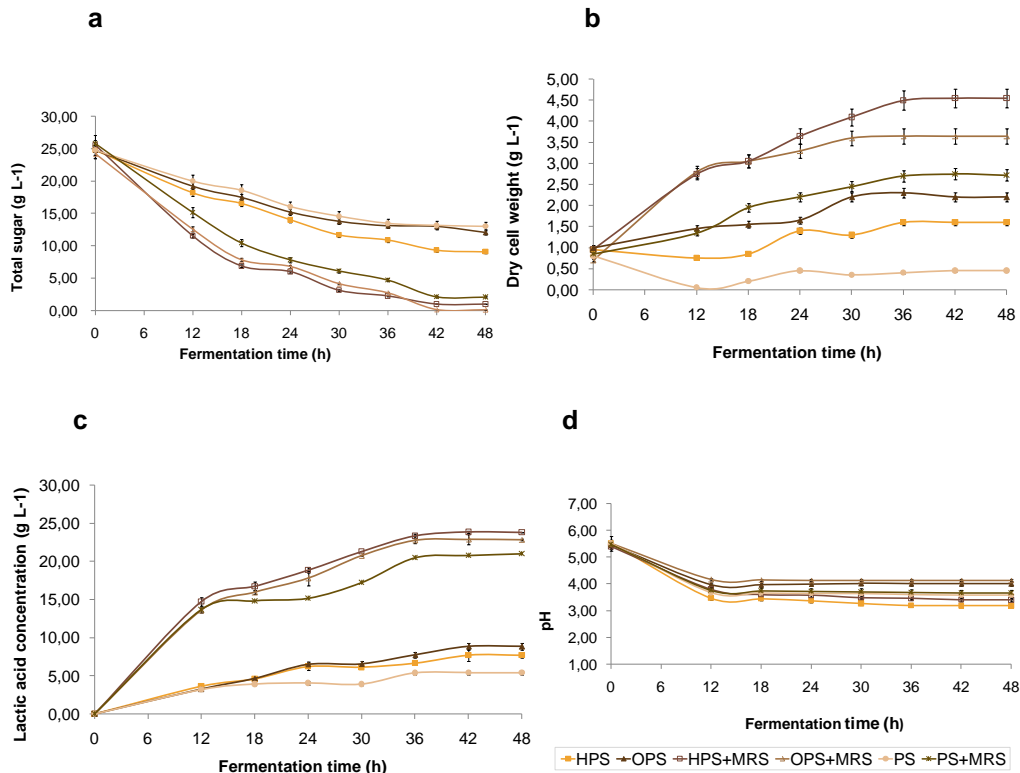 a
Total sugar (g L-1)
30,00
25,00
20,00
15,00
10,00
5,00
0,00
0 6 12 18 24 30 36 42 48
Fermentation time (h)
b
Dry cell weight (g L-1)
5,00
4,50
4,00
3,50
3,00
2,50
2,00
1,50
1,00
0,50
0,00
0 6 12 18 24 30 36 42 48
Fermentation time (h)
c
Lactic acid concentration (g L-1)
30,00
25,00
20,00
15,00
10,00
5,00
0,00
0 6 12 18 24 30 36 42 48
Fermentation time (h)
d
pH
7,00
6,00
5,00
4,00
3,00
2,00
1,00
0 6 12 18 24 30 36 42 48
Fermentation time (h)
HPS OPS HPS+MRS OPS+MRS PS PS+MRS